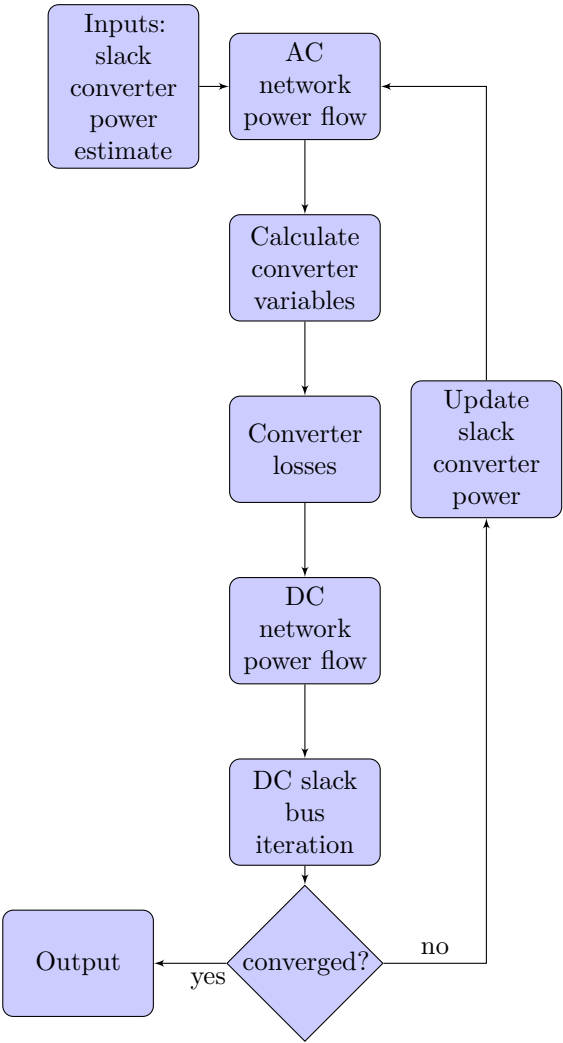 Inputs:
slack
converter
power
estimate
AC
network
power flow
Calculate
converter
variables
Converter
losses
Update
slack
converter
power
DC
network
power flow
DC slack
bus
iteration
converged?
no
yes
Output